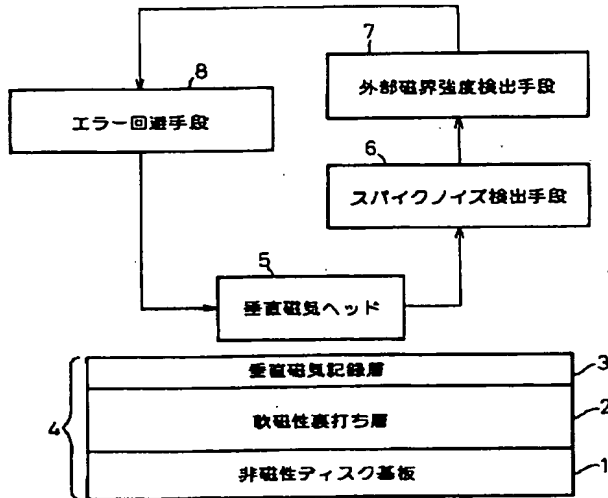 7
8
外部磁界強度検出手段
エラー回避手段
6
スパイクノイズ検出手段
5
垂直磁気ヘッド
垂直磁気記録層
3
4
軟磁性裏打ち層
2
非磁性ディスク基板
1